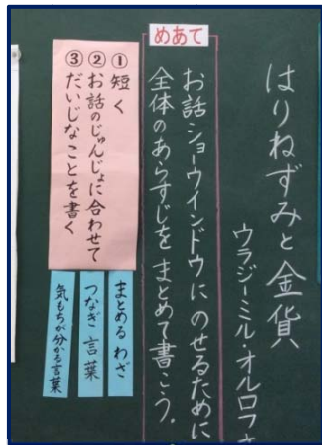 はりねずみと金貨
ウラジーミル・オルロフ
めあて
お話ショーウインドウにのせるために
全体のあらすじをまとめて書こう。
①短く
②お話のじゅんじょに合わせて
③だいじなことを書く
まとめるわざ
つなぎ言葉
気もちが分かる言葉